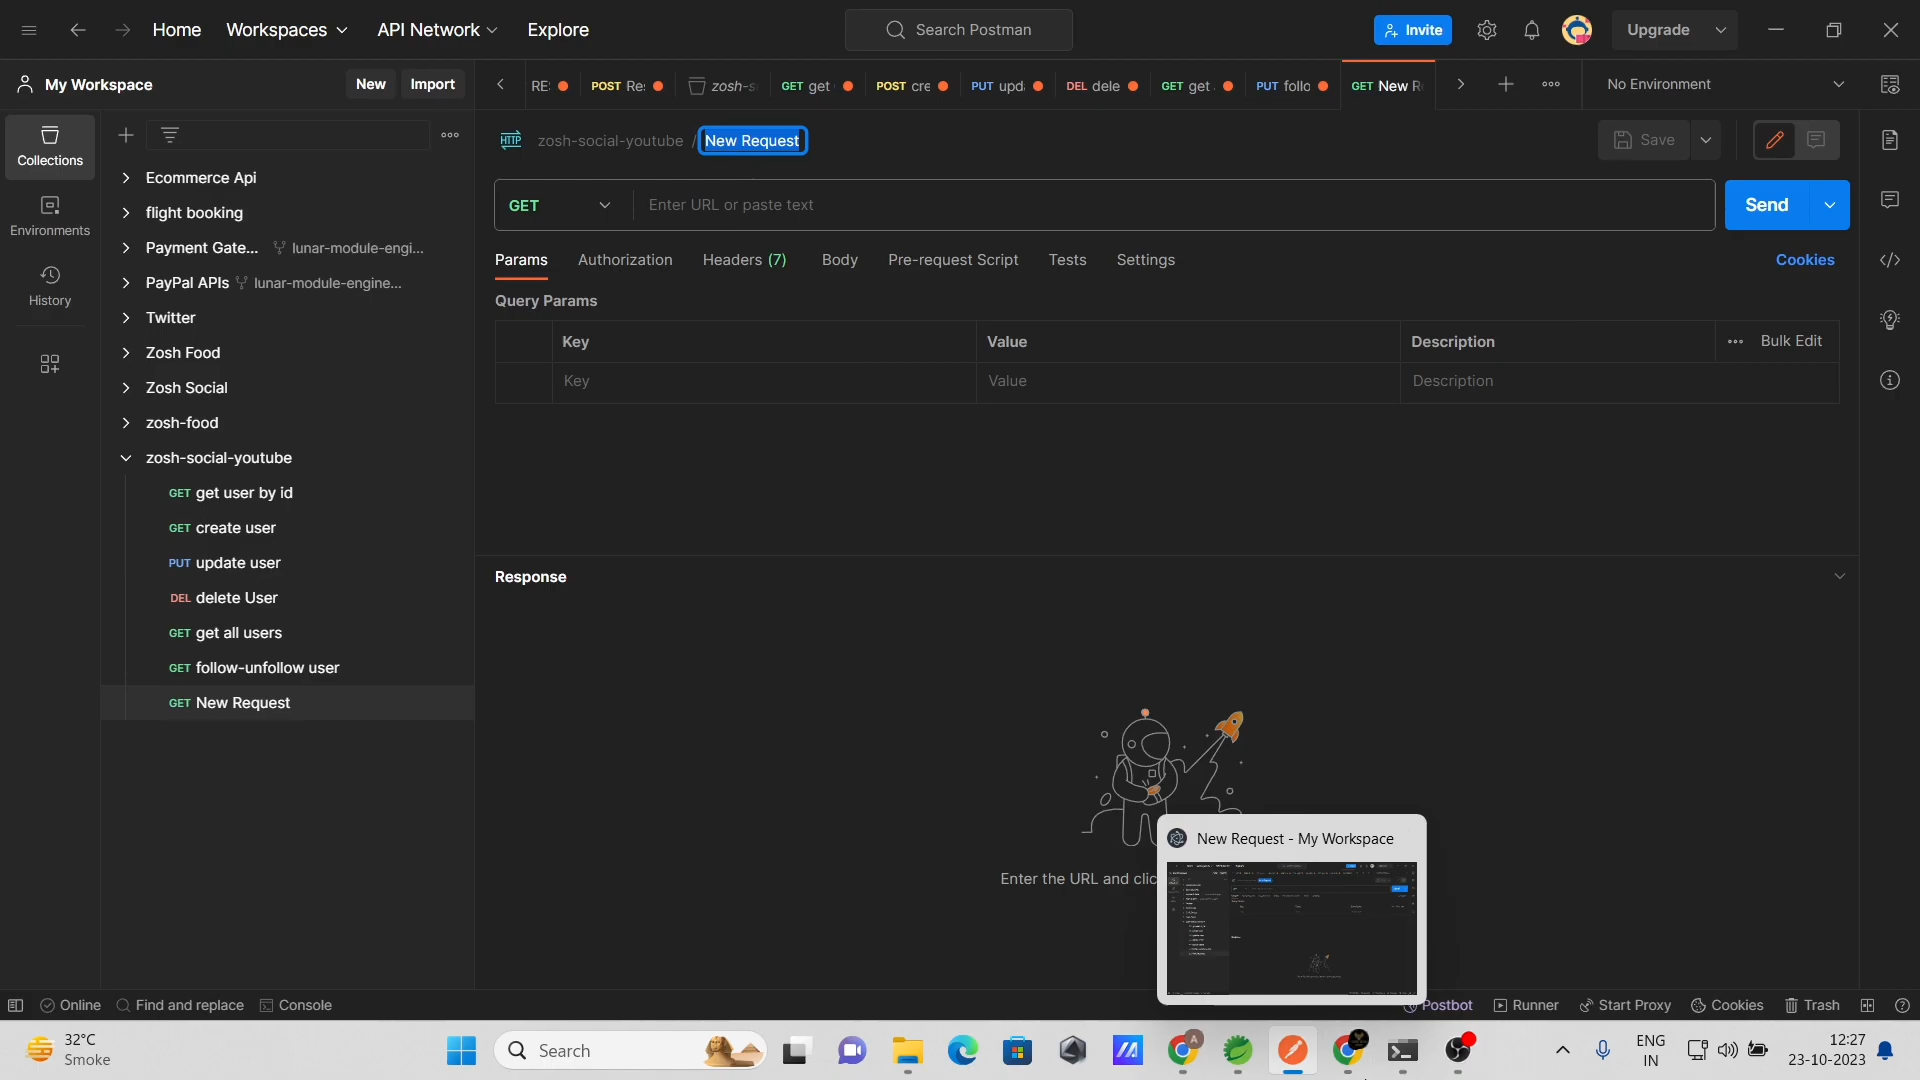 Home Workspaces API Network Explore Search Postman Invite Upgrade
My Workspace New Import RE: POST Re: zosh-s GET get POST cre PUT upd: DEL dele GET get PUT follo GET New R No Environment
HTTP zosh-social-youtube / New Request Save
Collections
Environments
History
Ecommerce Api
flight booking
Payment Gate... lunar-module-engi...
PayPal APIs lunar-module-engine...
Twitter
Zosh Food
Zosh Social
zosh-food
zosh-social-youtube
GET get user by id
GET create user
PUT update user
DEL delete User
GET get all users
GET follow-unfollow user
GET New Request
GET Enter URL or paste text Send
Params Authorization Headers (7) Body Pre-request Script Tests Settings Cookies
Query Params
Key Value Description Bulk Edit
Key Value Description
Response
Enter the URL and clic
New Request - My Workspace
Online Find and replace Console Postbot Runner Start Proxy Cookies Trash
32°C
Smoke
Search
A
ENG
IN
12:27
23-10-2023